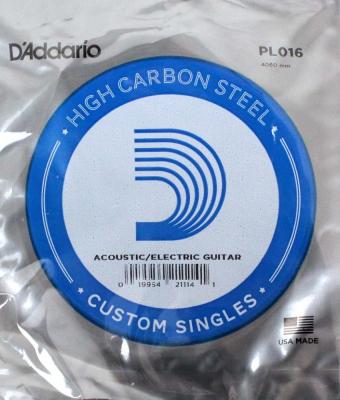 D'Addario
PL016
4060 mm
HIGH CARBON STEEL
ACOUSTIC/ELECTRIC GUITAR
0 19954 21114 1
CUSTOM SINGLES
USA MADE